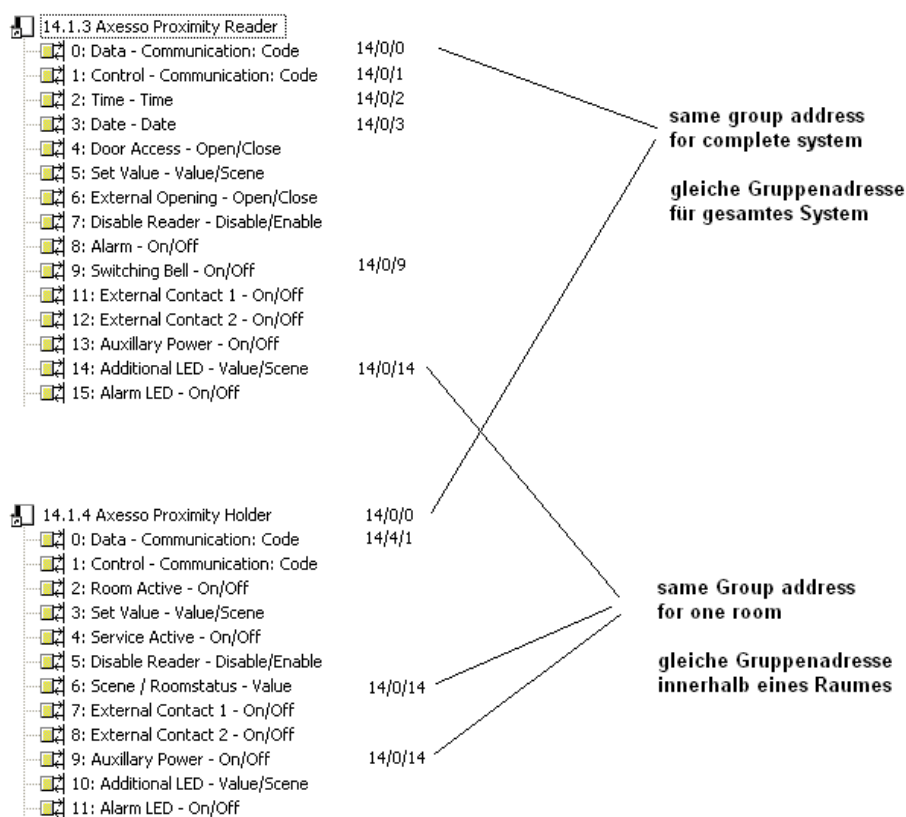 14.1.3 Axesso Proximity Reader
0: Data - Communication: Code 14/0/0
1: Control - Communication: Code 14/0/1
2: Time - Time 14/0/2
3: Date - Date 14/0/3
4: Door Access - Open/Close
5: Set Value - Value/Scene
6: External Opening - Open/Close
7: Disable Reader - Disable/Enable
8: Alarm - On/Off
9: Switching Bell - On/Off 14/0/9
11: External Contact 1 - On/Off
12: External Contact 2 - On/Off
13: Auxillary Power - On/Off
14: Additional LED - Value/Scene 14/0/14
15: Alarm LED - On/Off
same group address
for complete system
gleiche Gruppenadresse
für gesamtes System
14.1.4 Axesso Proximity Holder 14/0/0
0: Data - Communication: Code 14/4/1
1: Control - Communication: Code
2: Room Active - On/Off
3: Set Value - Value/Scene
4: Service Active - On/Off
5: Disable Reader - Disable/Enable
6: Scene / Roomstatus - Value 14/0/14
7: External Contact 1 - On/Off
8: External Contact 2 - On/Off
9: Auxillary Power - On/Off 14/0/14
10: Additional LED - Value/Scene
11: Alarm LED - On/Off
same Group address
for one room
gleiche Gruppenadresse
innerhalb eines Raumes